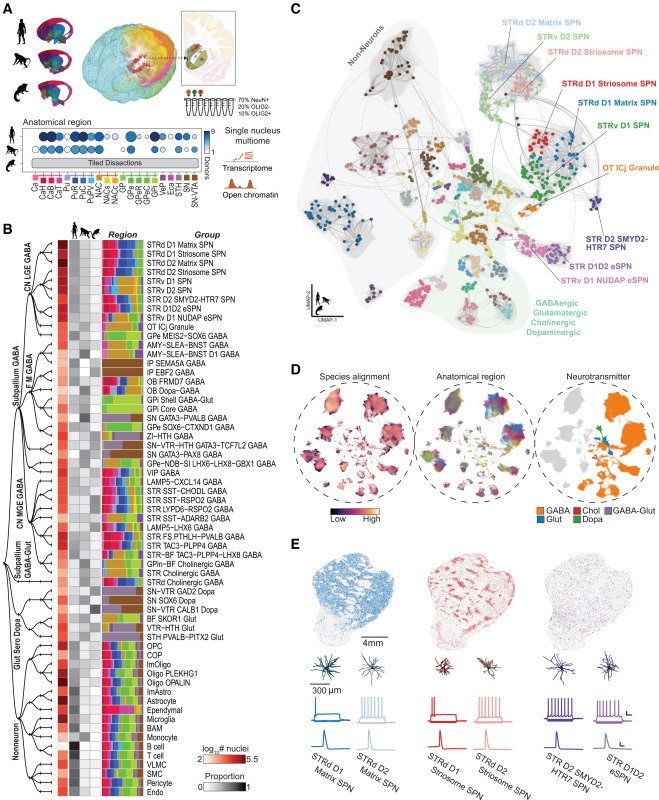 A
70% NeuN+
20% OLIG2-
10% OLIG2+
Anatomical region
9
1
Donors
Single nucleus
multiome
Transcriptome
Open chromatin
Tiled Dissections
Ca
CaH
CaB
CaT
Pu
PuR
PuC
PuPV
NAC
NACs
NACc
GP
GPe
GPeR
GPeC
GPi
VeP
Eca
STH
SN
SN-VTA
B
Region
Group
CN LGE GABA
F M GABA
Subpallium GABA
CN MGE GABA
Subpallium
GABA-Glut
Glut Sero Dopa
Nonneuron
STRd D1 Matrix SPN
STRd D1 Striosome SPN
STRd D2 Matrix SPN
STRd D2 Striosome SPN
STRv D1 SPN
STRv D2 SPN
STR D2 SMYD2-HTR7 SPN
STR D1D2 eSPN
STRv D1 NUDAP eSPN
OT ICj Granule
GPe MEIS2-SOX6 GABA
AMY-SLEA-BNST GABA
AMY-SLEA-BNST D1 GABA
IP SEMA5A GABA
IP EBF2 GABA
OB FRMD7 GABA
OB Dopa-GABA
GPi Shell GABA-Glut
GPi Core GABA
SN GATA3-PVALB GABA
GPe SOX6-CTXND1 GABA
ZI-HTH GABA
SN-VTR-HTH GATA3-TCF7L2 GABA
SN GATA3-PAX8 GABA
GPe-NDB-SI LHX6-LHX8-GBX1 GABA
VIP GABA
LAMP5-CXCL14 GABA
STR SST-CHODL GABA
STR SST-RSPO2 GABA
STR LYPD6-RSPO2 GABA
STR SST-ADARB2 GABA
LAMP5-LHX6 GABA
STR FS PTHLH-PVALB GABA
STR TAC3-PLPP4 GABA
STR-BF TAC3-PLPP4-LHX8 GABA
GPin-BF Cholinergic GABA
STR Cholinergic GABA
STRd Cholinergic GABA
SN-VTR GAD2 Dopa
SN SOX6 Dopa
SN-VTR CALB1 Dopa
BF SKOR1 Glut
VTR-HTH Glut
STH PVALB-PITX2 Glut
OPC
COP
ImOligo
Oligo PLEKHG1
Oligo OPALIN
ImAstro
Astrocyte
Ependymal
Microglia
BAM
Monocyte
B cell
T cell
VLMC
SMC
Pericyte
Endo
log10# nuclei
2 5.5
Proportion
0 1
C
Non-Neurons
STRd D2 Matrix SPN
STRv D2 SPN
STRd D2 Striosome SPN
STRd D1 Striosome SPN
STRd D1 Matrix SPN
STRv D1 SPN
OT ICj Granule
STR D2 SMYD2-
HTR7 SPN
STR D1D2 eSPN
STRv D1 NUDAP eSPN
GABAergic
Glutamatergic
Cholinergic
Dopaminergic
UMAP-2
UMAP-1
D
Species alignment
Anatomical region
Neurotransmitter
Low High
GABA
Chol
GABA-Glut
Glut
Dopa
E
4mm
300 µm
STRd D1
Matrix SPN
STRd D2
Matrix SPN
STRd D1
Striosome SPN
STRd D2
Striosome SPN
STR D2 SMYD2-
HTR7 SPN
STR D1D2
eSPN